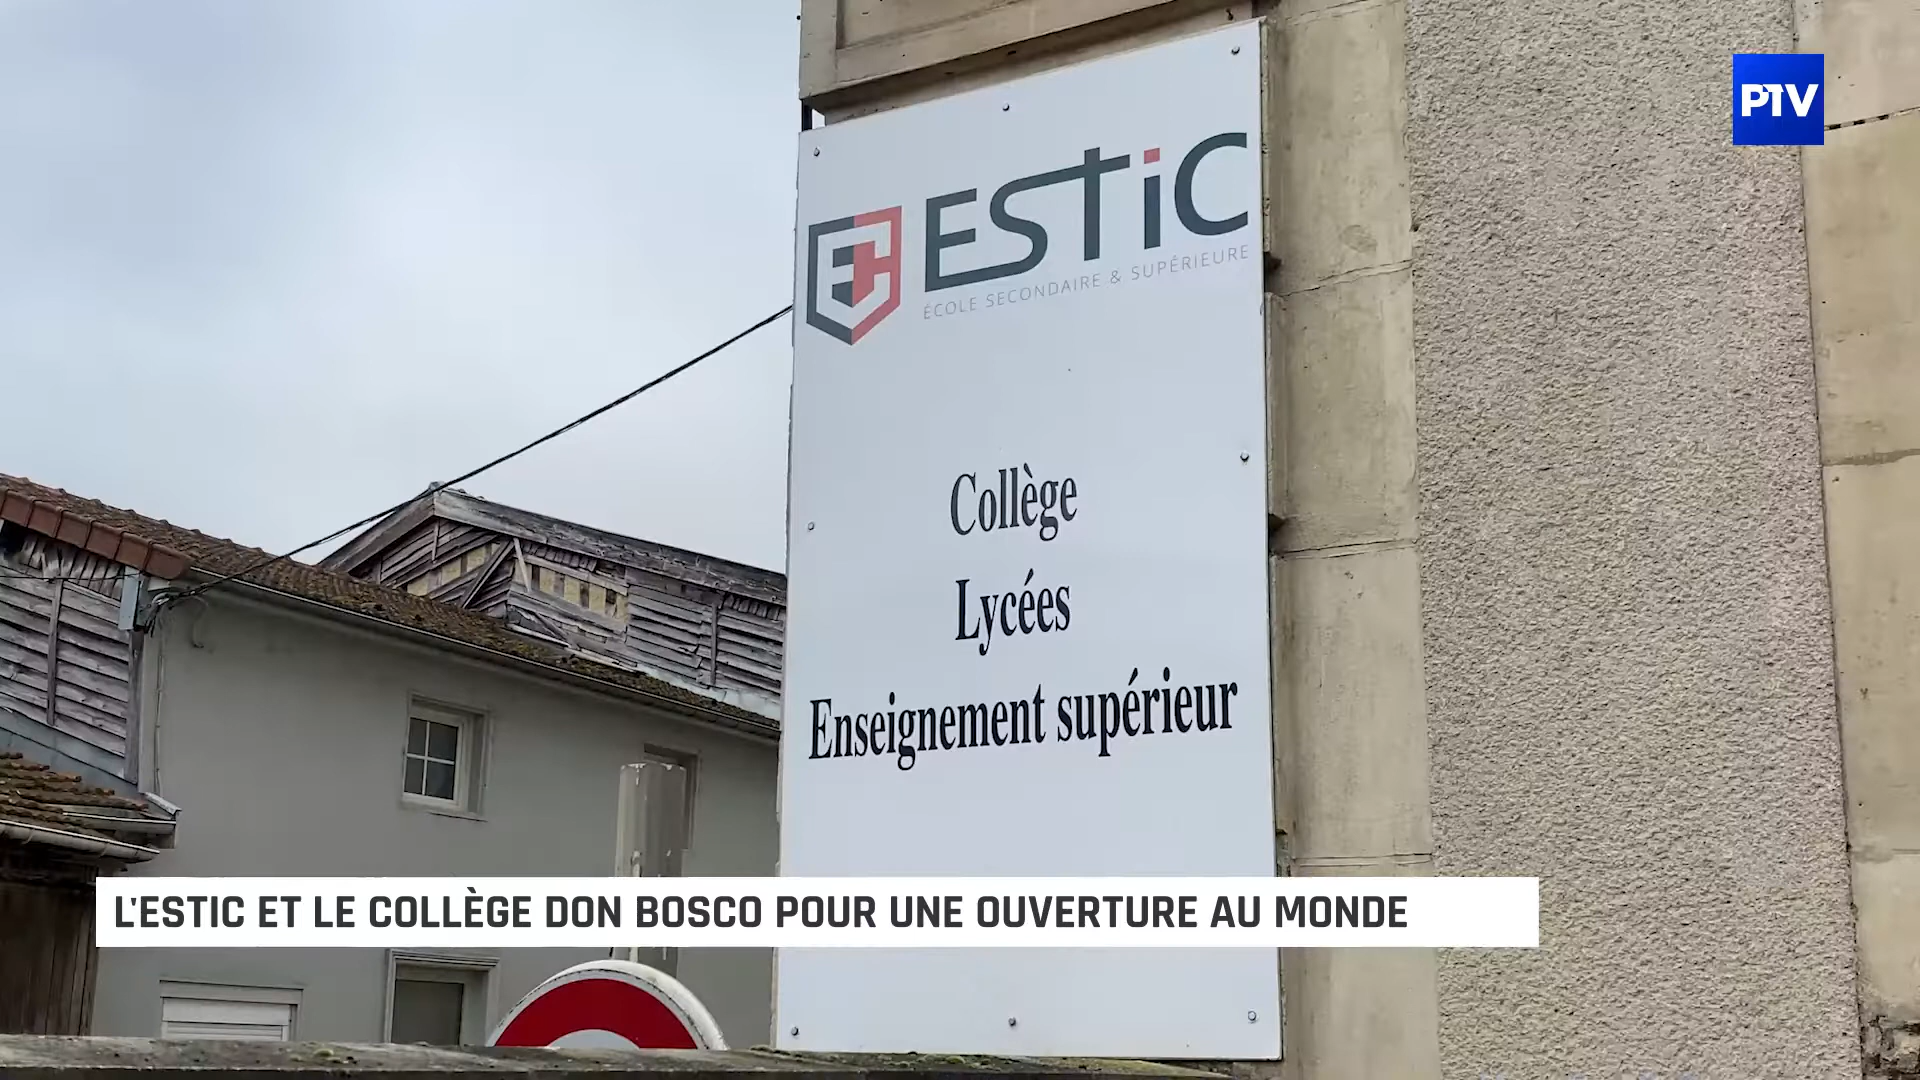 PTV
ESTiC
ÉCOLE SECONDAIRE & SUPÉRIEURE
Collège
Lycées
Enseignement supérieur
L'ESTIC ET LE COLLÈGE DON BOSCO POUR UNE OUVERTURE AU MONDE